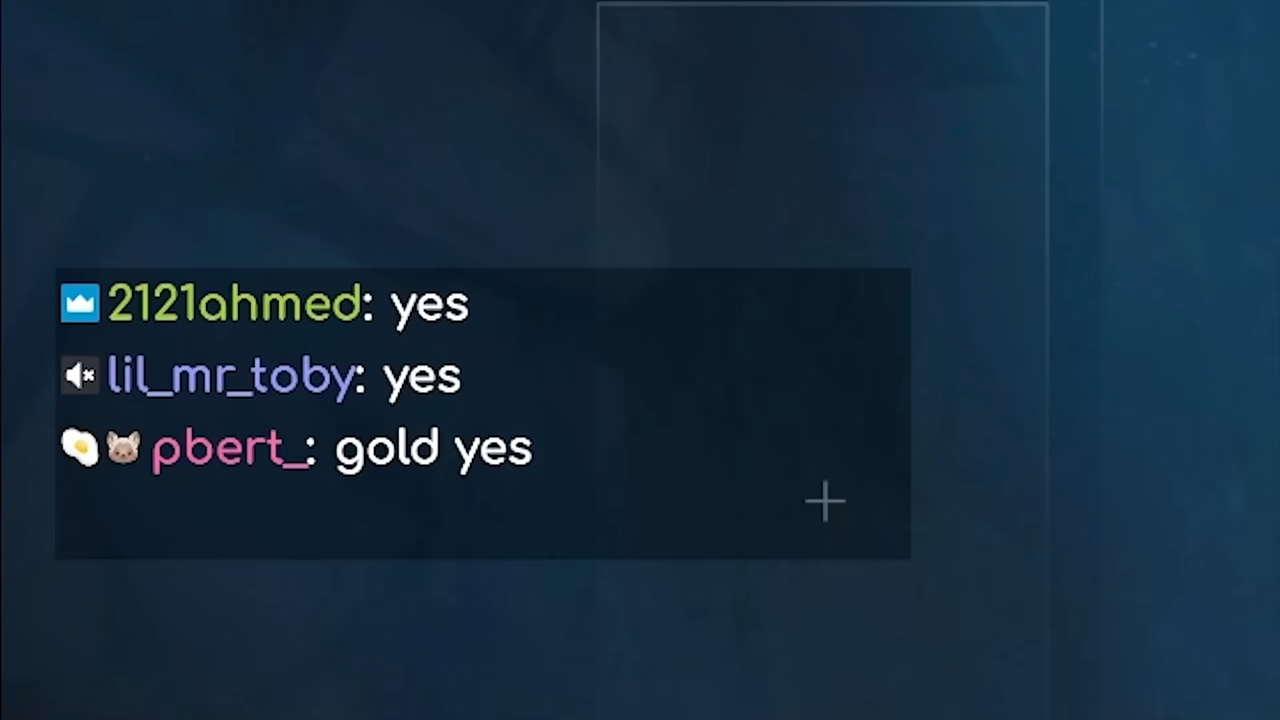 2121ahmed: yes
lil_mr_toby: yes
pbert_: gold yes